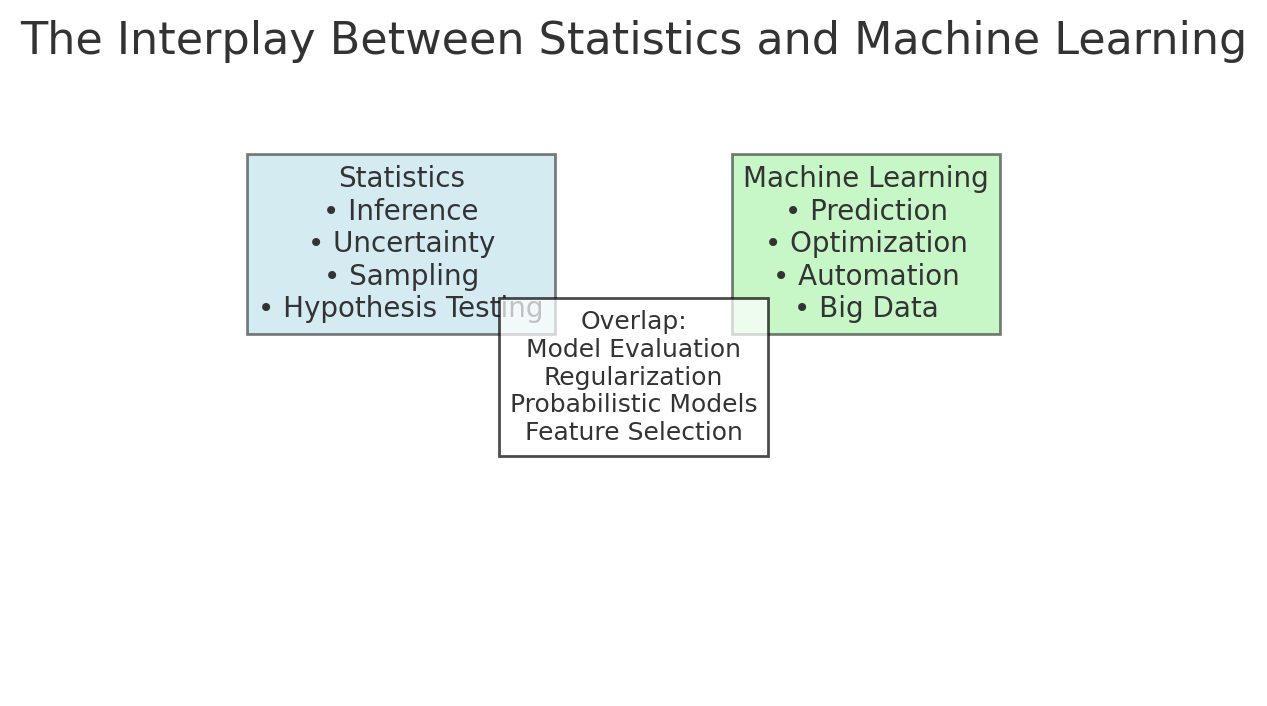 The Interplay Between Statistics and Machine Learning
Statistics
• Inference
• Uncertainty
• Sampling
• Hypothesis Testing
Machine Learning
• Prediction
• Optimization
• Automation
• Big Data
Overlap:
Model Evaluation
Regularization
Probabilistic Models
Feature Selection